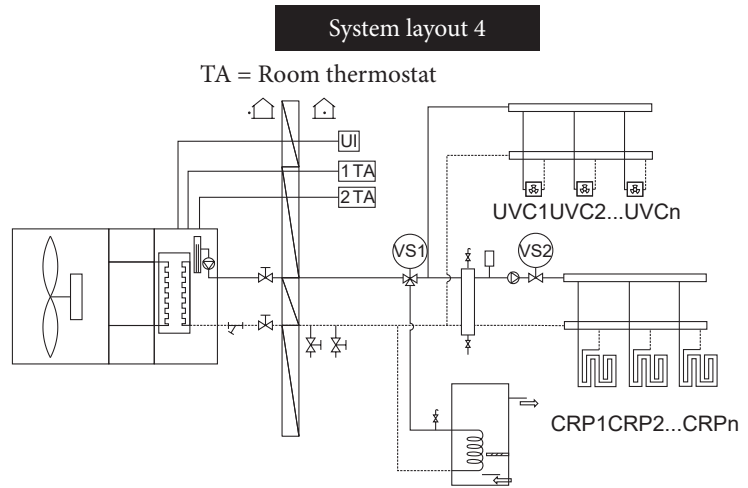 System layout 4
TA = Room thermostat
UI
1 TA
2 TA
UVC1UVC2...UVCn
VS1
VS2
CRP1CRP2...CRPn